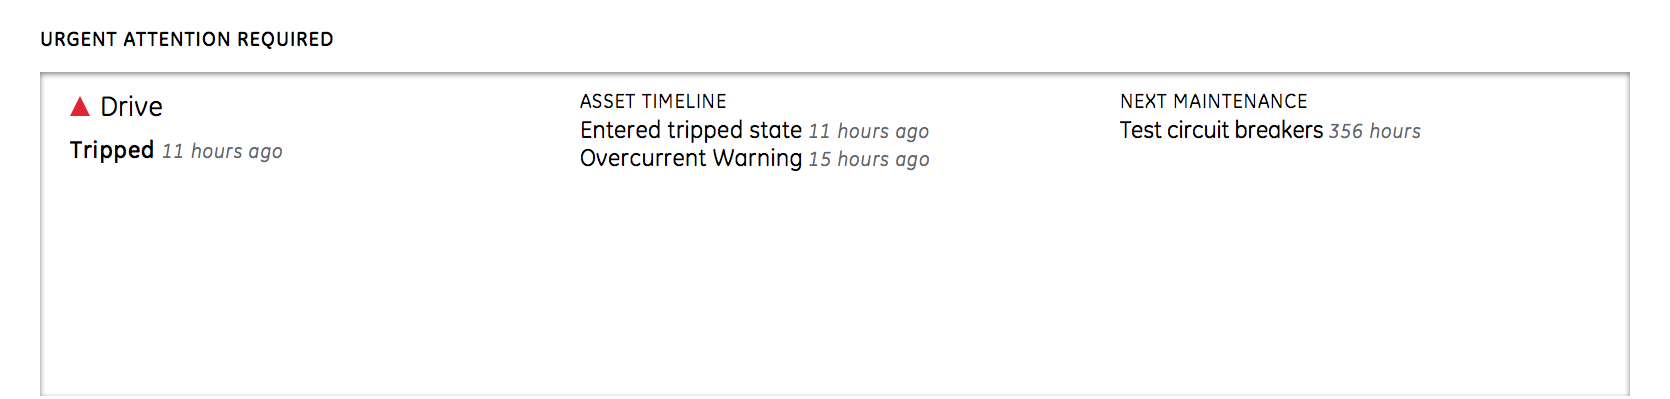 URGENT ATTENTION REQUIRED
Drive
Tripped 11 hours ago
ASSET TIMELINE
Entered tripped state 11 hours ago
Overcurrent Warning 15 hours ago
NEXT MAINTENANCE
Test circuit breakers 356 hours